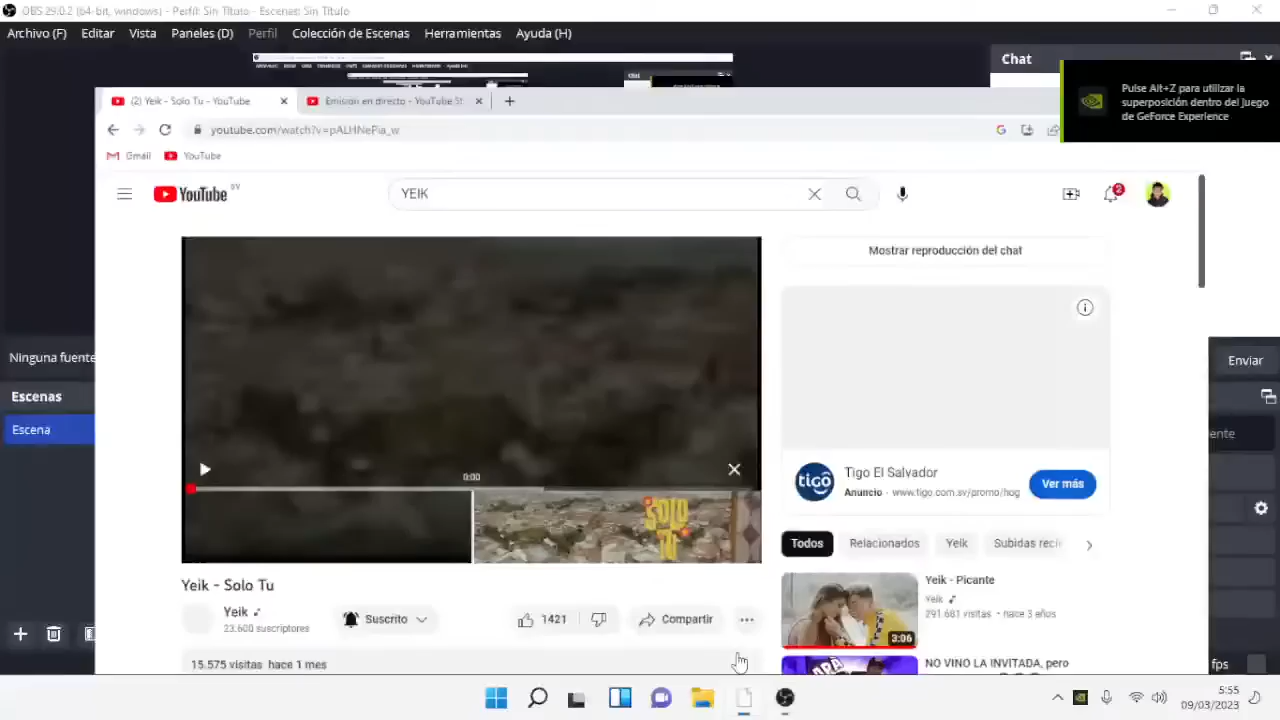 OBS 29.0.2 (64-bit, windows) - Perfil: Sin Título - Escenas: Sin Título
Archivo (F) Editar Vista Paneles (D) Perfil Colección de Escenas Herramientas Ayuda (H)
Chat
Pulse Alt+Z para utilizar la
superposición dentro del juego
de GeForce Experience
(2) Yeik - Solo Tu - YouTube
Emisión en directo - YouTube St
youtube.com/watch?v=pALHNePia_w
Gmail YouTube
YouTube SV
YEIK
2
Mostrar reproducción del chat
0:00
SOLO
TU
Tigo El Salvador
Anuncio · www.tigo.com.sv/promo/hog
Ver más
tigo
Ninguna fuente
Enviar
Escenas
Escena
ente
Todos Relacionados Yeik Subidas reci
Yeik - Solo Tu
Yeik
23.600 suscriptores
Suscrito
1421
Compartir
15.575 visitas hace 1 mes
Yeik - Picante
Yeik
291.681 visitas · hace 3 años
3:06
NO VINO LA INVITADA, pero
fps
5:55
09/03/2023